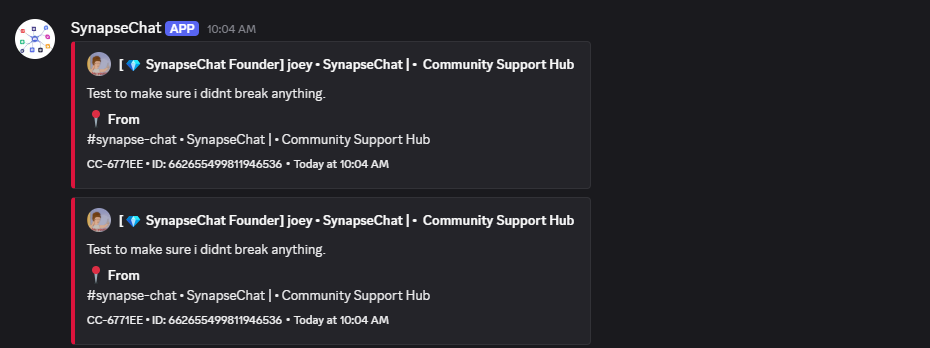 SynapseChat APP 10:04 AM
[ 💎 SynapseChat Founder] joey • SynapseChat | • Community Support Hub
Test to make sure i didnt break anything.
📍 From
#synapse-chat • SynapseChat | • Community Support Hub
CC-6771EE • ID: 662655499811946536 • Today at 10:04 AM
[ 💎 SynapseChat Founder] joey • SynapseChat | • Community Support Hub
Test to make sure i didnt break anything.
📍 From
#synapse-chat • SynapseChat | • Community Support Hub
CC-6771EE • ID: 662655499811946536 • Today at 10:04 AM